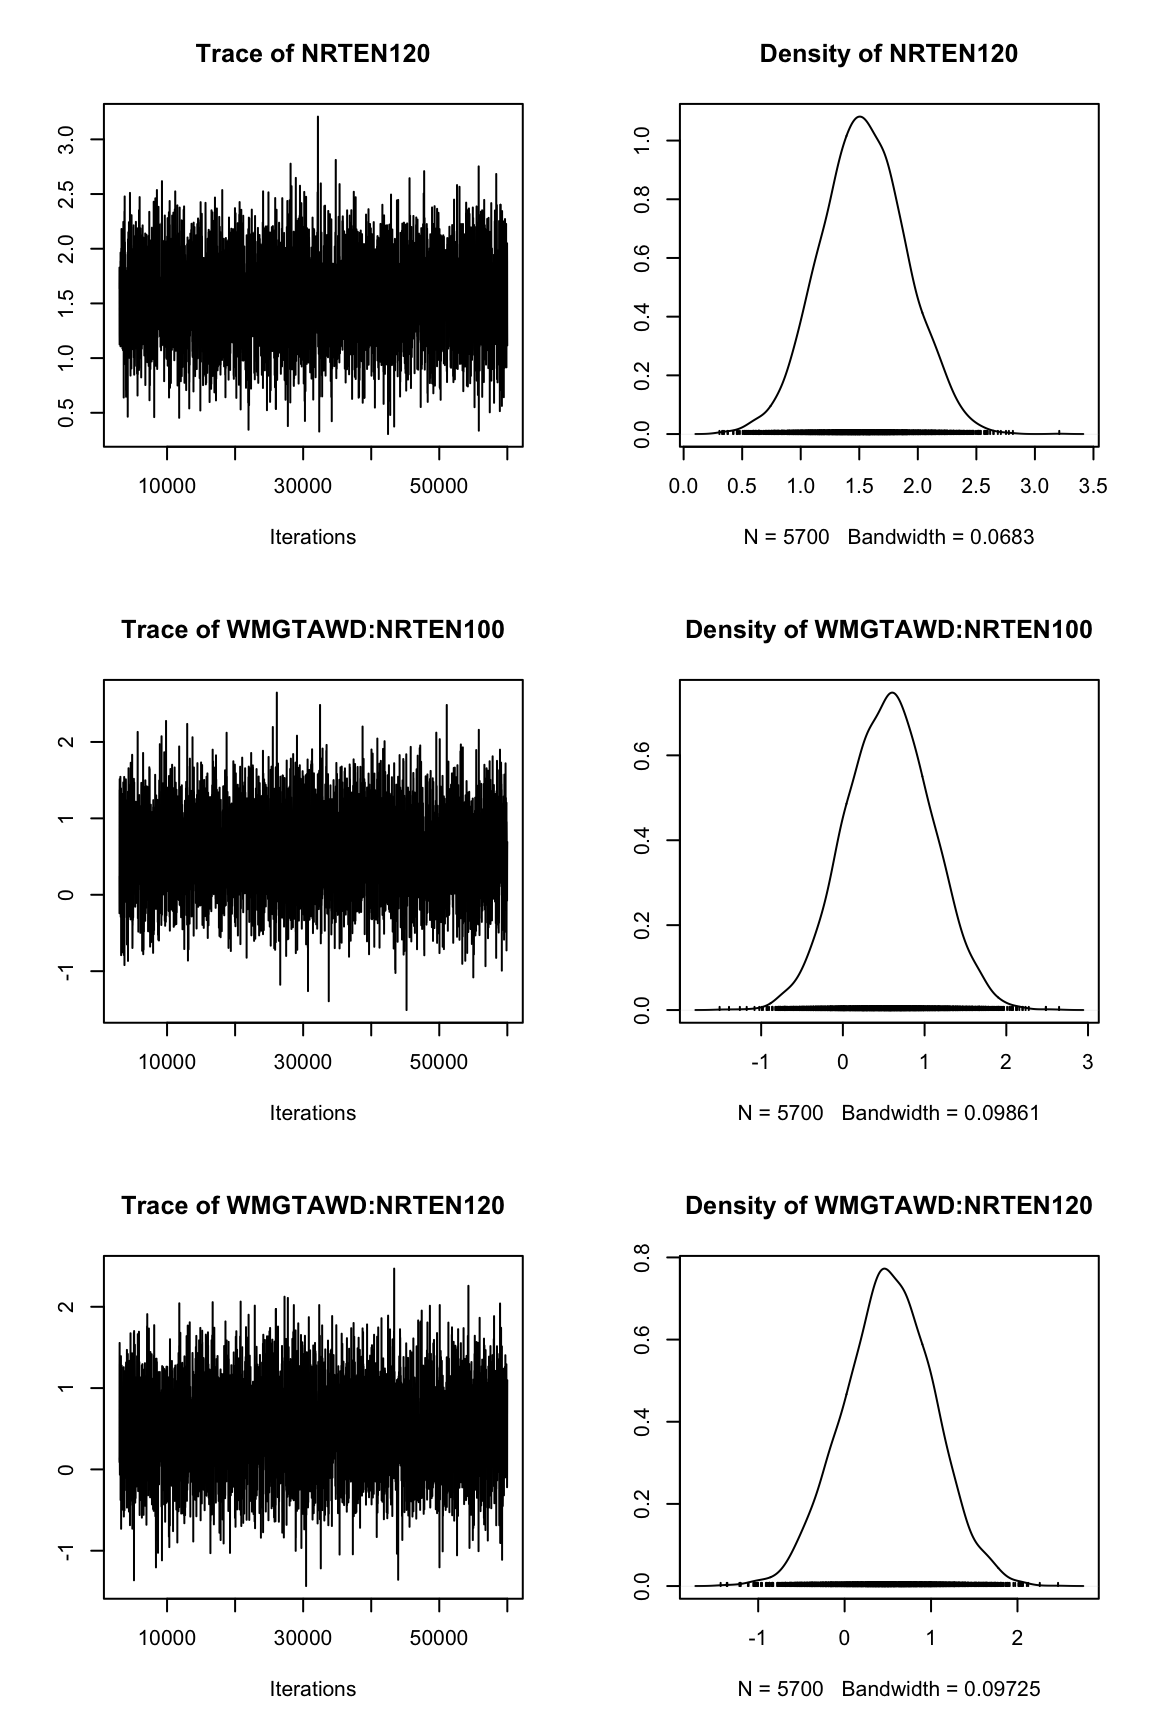 Trace of NRTEN120
3.0
2.5
2.0
1.5
1.0
0.5
10000 30000 50000
Iterations
Density of NRTEN120
1.0
0.8
0.6
0.4
0.2
0.0
0.0 0.5 1.0 1.5 2.0 2.5 3.0 3.5
N = 5700 Bandwidth = 0.0683
Trace of WMGTAWD:NRTEN100
2
1
0
-1
10000 30000 50000
Iterations
Density of WMGTAWD:NRTEN100
0.6
0.4
0.2
0.0
-1 0 1 2 3
N = 5700 Bandwidth = 0.09861
Trace of WMGTAWD:NRTEN120
2
1
0
-1
10000 30000 50000
Iterations
Density of WMGTAWD:NRTEN120
0.8
0.6
0.4
0.2
0.0
-1 0 1 2
N = 5700 Bandwidth = 0.09725